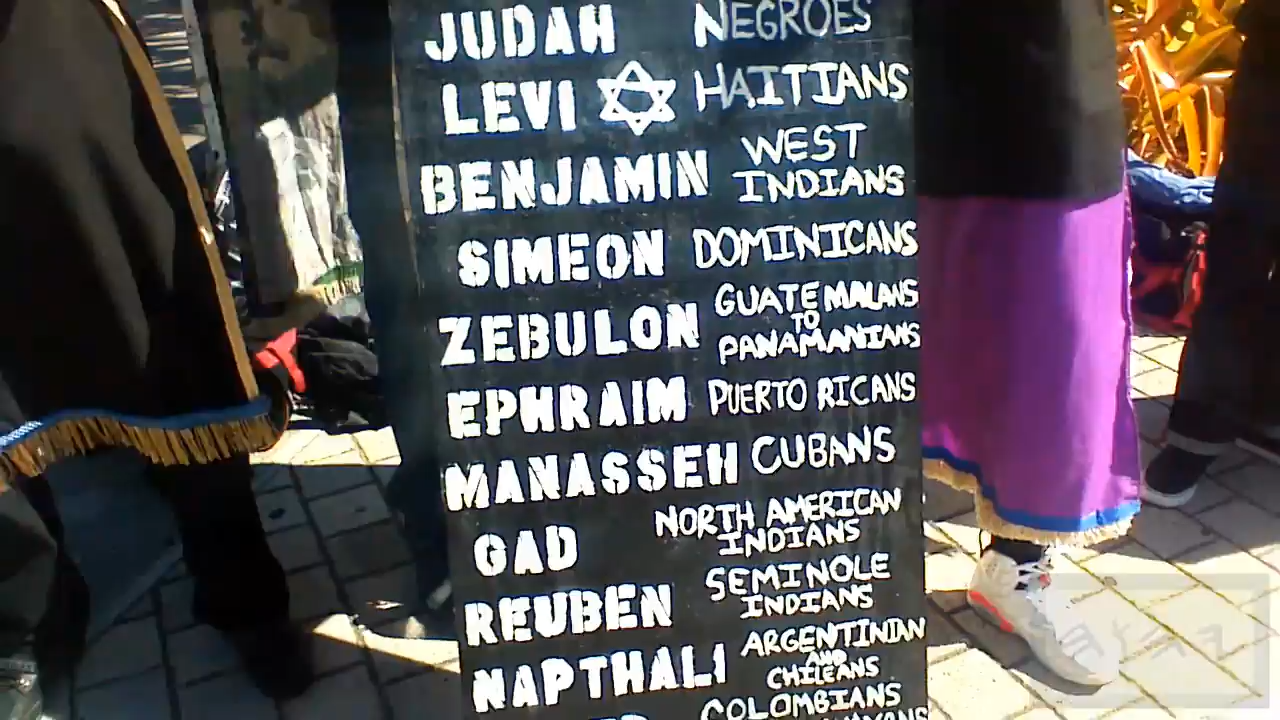 JUDAH NEGROES
LEVI HAITIANS
BENJAMIN WEST INDIANS
SIMEON DOMINICANS
ZEBULON GUATEMALANS TO PANAMANIANS
EPHRAIM PUERTO RICANS
MANASSEH CUBANS
GAD NORTH AMERICAN INDIANS
REUBEN SEMINOLE INDIANS
NAPTHALI ARGENTINIAN AND CHILEANS
COLOMBIANS